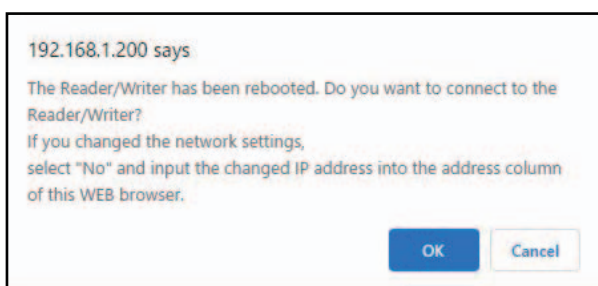 192.168.1.200 says
The Reader/Writer has been rebooted. Do you want to connect to the
Reader/Writer?
If you changed the network settings,
select "No" and input the changed IP address into the address column
of this WEB browser.
OK
Cancel